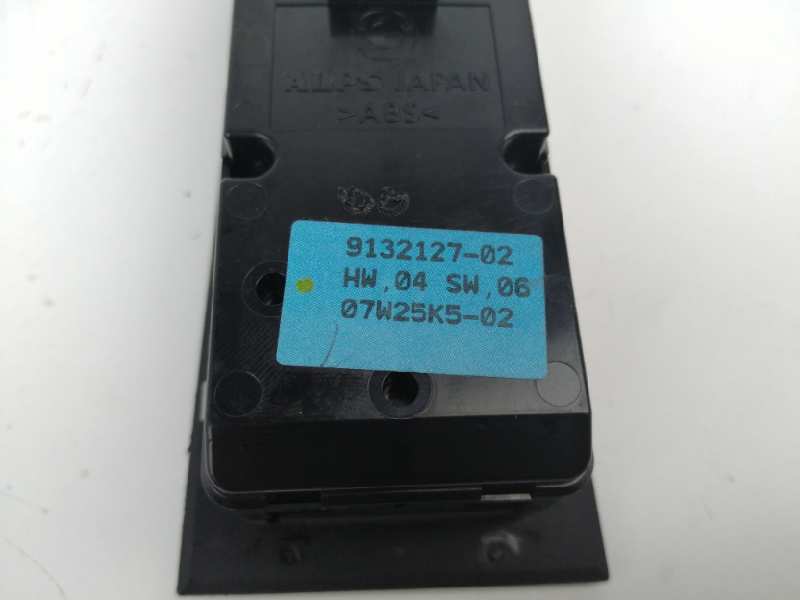 ALPS JAPAN
>ABS<
9132127-02
HW,04 SW,06
07W25K5-02